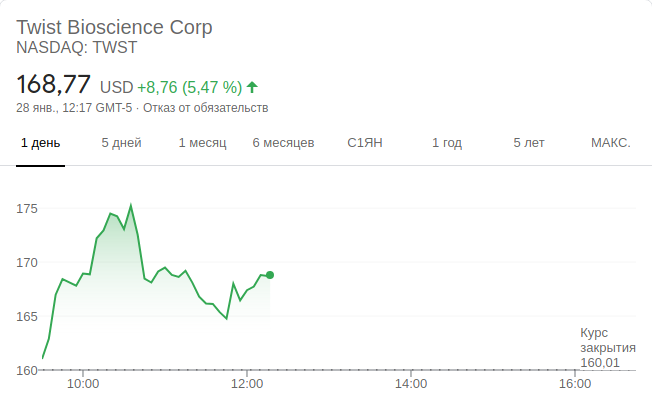 Twist Bioscience Corp
NASDAQ: TWST
168,77 USD +8,76 (5,47 %)
28 янв., 12:17 GMT-5 · Отказ от обязательств
1 день 5 дней 1 месяц 6 месяцев С1ЯН 1 год 5 лет МАКС.
175
170
165
160
Курс
закрытия
160,01
10:00 12:00 14:00 16:00